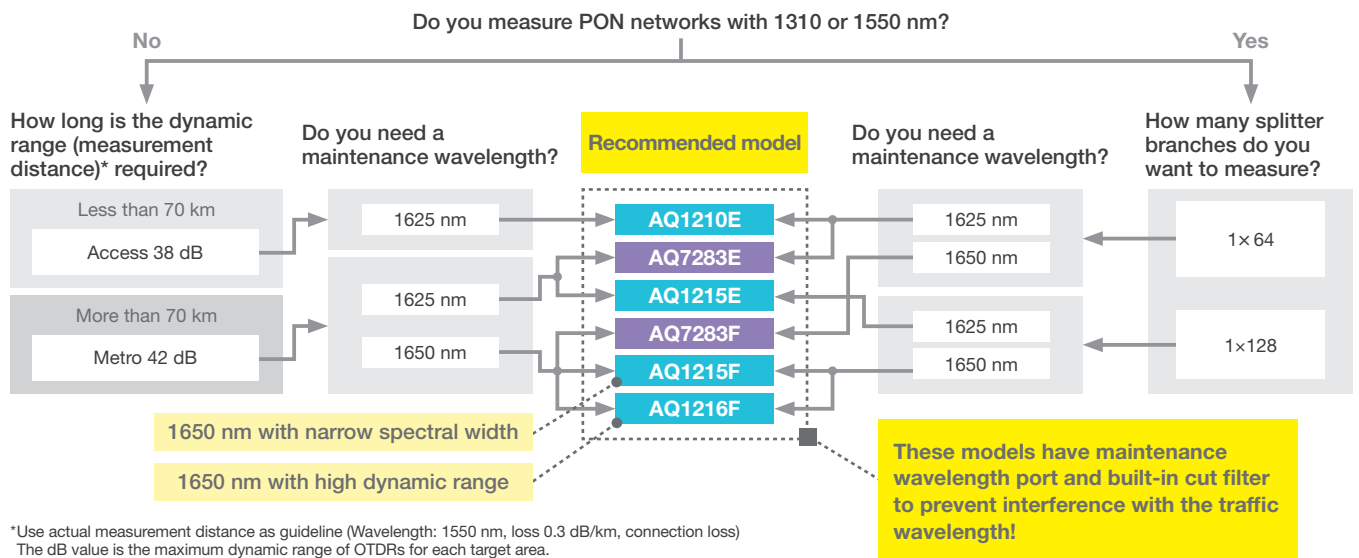 Do you measure PON networks with 1310 or 1550 nm?
No
Yes
How long is the dynamic
range (measurement
distance)* required?
Do you need a
maintenance wavelength?
Recommended model
Do you need a
maintenance wavelength?
How many splitter
branches do you
want to measure?
Less than 70 km
Access 38 dB
More than 70 km
Metro 42 dB
1625 nm
1625 nm
1650 nm
AQ1210E
AQ7283E
AQ1215E
AQ7283F
AQ1215F
AQ1216F
1625 nm
1650 nm
1625 nm
1650 nm
1×64
1×128
1650 nm with narrow spectral width
1650 nm with high dynamic range
These models have maintenance
wavelength port and built-in cut filter
to prevent interference with the traffic
wavelength!
*Use actual measurement distance as guideline (Wavelength: 1550 nm, loss 0.3 dB/km, connection loss)
The dB value is the maximum dynamic range of OTDRs for each target area.